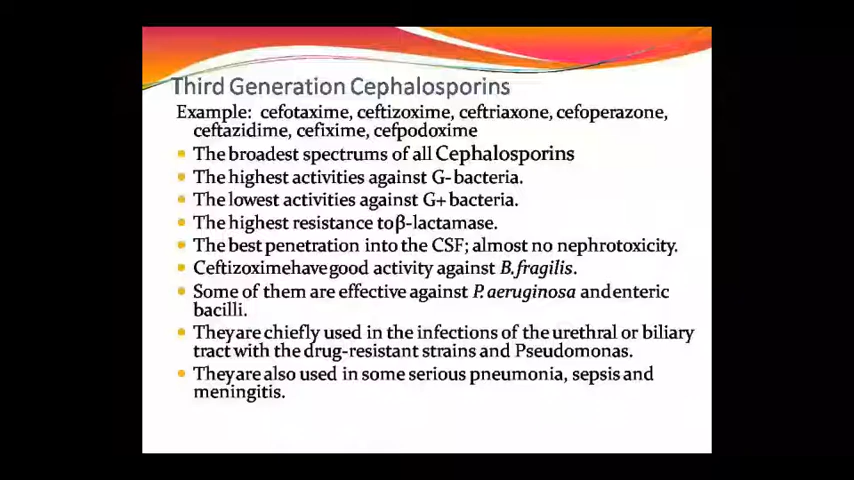 Third Generation Cephalosporins
Example: cefotaxime, ceftizoxime, ceftriaxone, cefoperazone,
ceftazidime, cefixime, cefpodoxime
The broadest spectrums of all Cephalosporins
The highest activities against G- bacteria.
The lowest activities against G+ bacteria.
The highest resistance toβ-lactamase.
The best penetration into the CSF; almost no nephrotoxicity.
Ceftizoximehave good activity against B.fragilis.
Some of them are effective against P.aeruginosa and enteric
bacilli.
They are chiefly used in the infections of the urethral or biliary
tract with the drug-resistant strains and Pseudomonas.
They are also used in some serious pneumonia, sepsis and
meningitis.